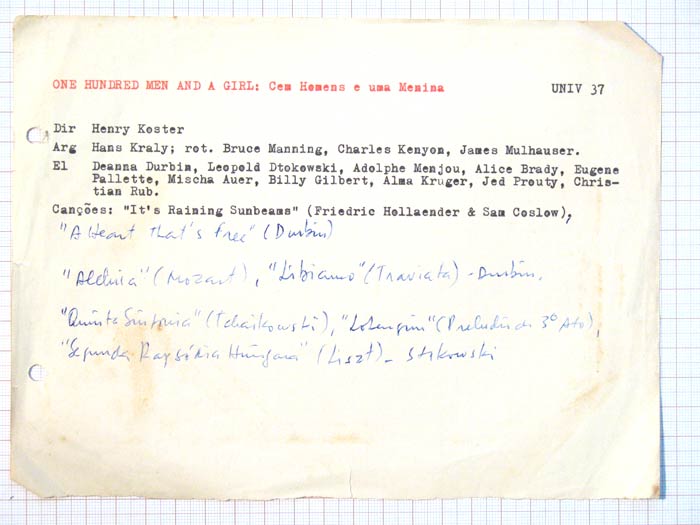 ONE HUNDRED MEN AND A GIRL: Cem Homens e uma Menina UNIV 37
Dir Henry Koster
Arg Hans Kraly; rot. Bruce Manning, Charles Kenyon, James Mulhauser.
El Deanna Durbin, Leopold Dtokowski, Adolphe Menjou, Alice Brady, Eugene
Pallette, Mischa Auer, Billy Gilbert, Alma Kruger, Jed Prouty, Chris-
tian Rub.
Canções: "It's Raining Sunbeams" (Friedric Hollaender & Sam Coslow),
"A Heart That's Free" (Durbin)
(Mozart), "Libiamo" (Traviata) - Durbin.
"Quinta Sinfonia" (Tchaikowski), "Lohengrin" (Preludio do 3º Ato),
"Segunda Rapsódia Húngara" (Liszt) - Stokowski